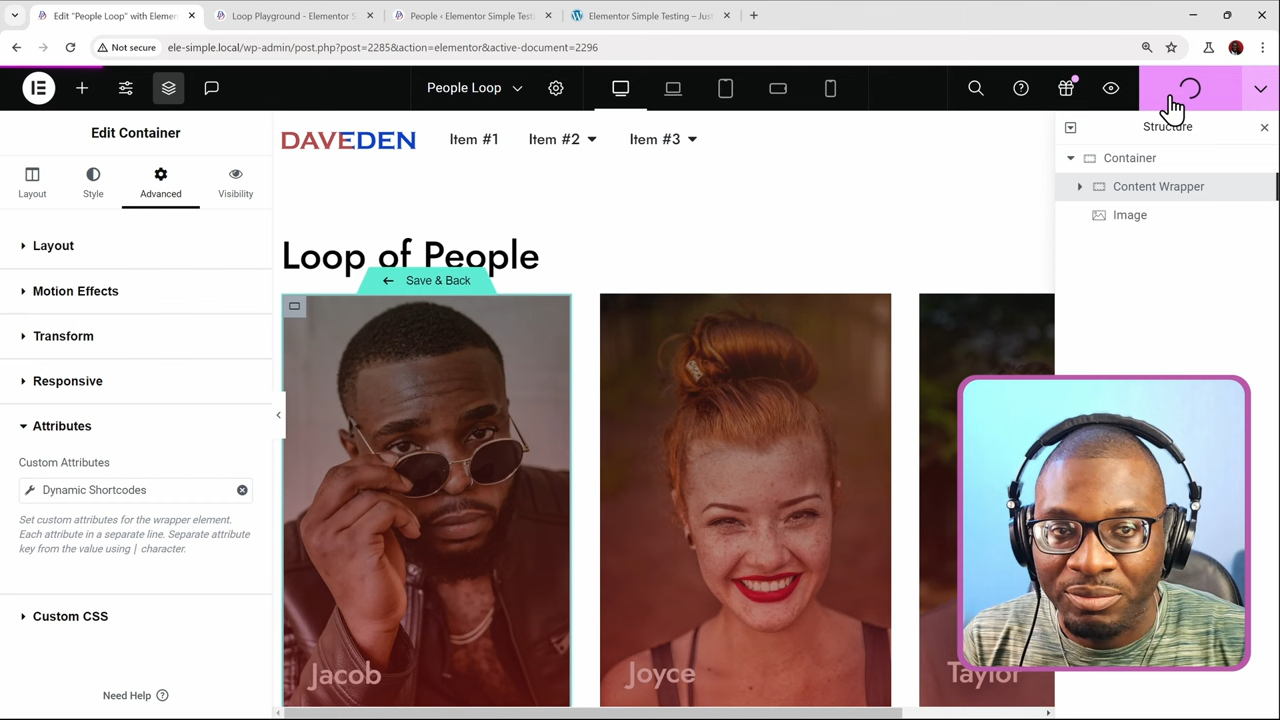 Edit "People Loop" with Elemen
Loop Playground - Elementor S
People ‹ Elementor Simple Testi
Elementor Simple Testing – Just
Not secure
ele-simple.local/wp-admin/post.php?post=2285&action=elementor&active-document=2296
People Loop
Edit Container
Layout
Style
Advanced
Visibility
Layout
Motion Effects
Transform
Responsive
Attributes
Custom Attributes
Dynamic Shortcodes
Set custom attributes for the wrapper element.
Each attribute in a separate line. Separate attribute
key from the value using | character.
Custom CSS
Need Help
DAVEDEN
Item #1
Item #2
Item #3
Loop of People
Save & Back
Jacob
Joyce
Taylor
Structure
Container
Content Wrapper
Image